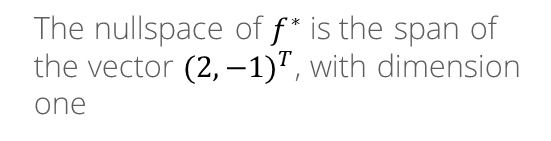 The nullspace of f* is the span of
the vector (2, −1)ᵀ, with dimension
one